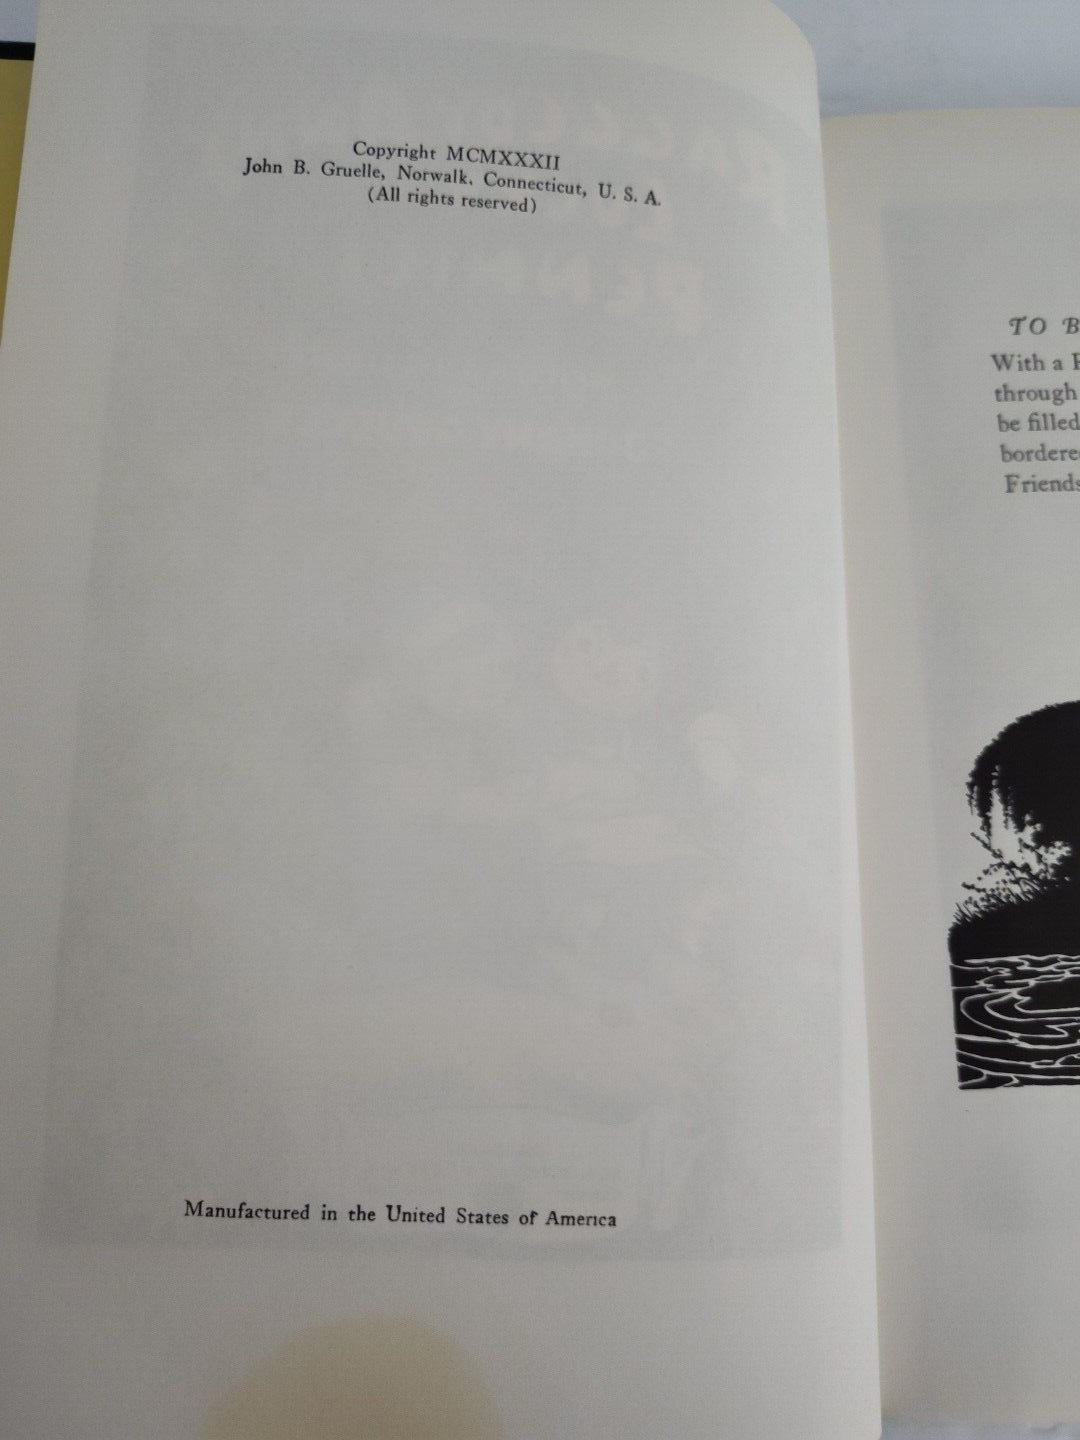 Copyright MCMXXXII
John B. Gruelle, Norwalk, Connecticut, U. S. A.
(All rights reserved)
Manufactured in the United States of America
TO
With a
through
be filled
Friends